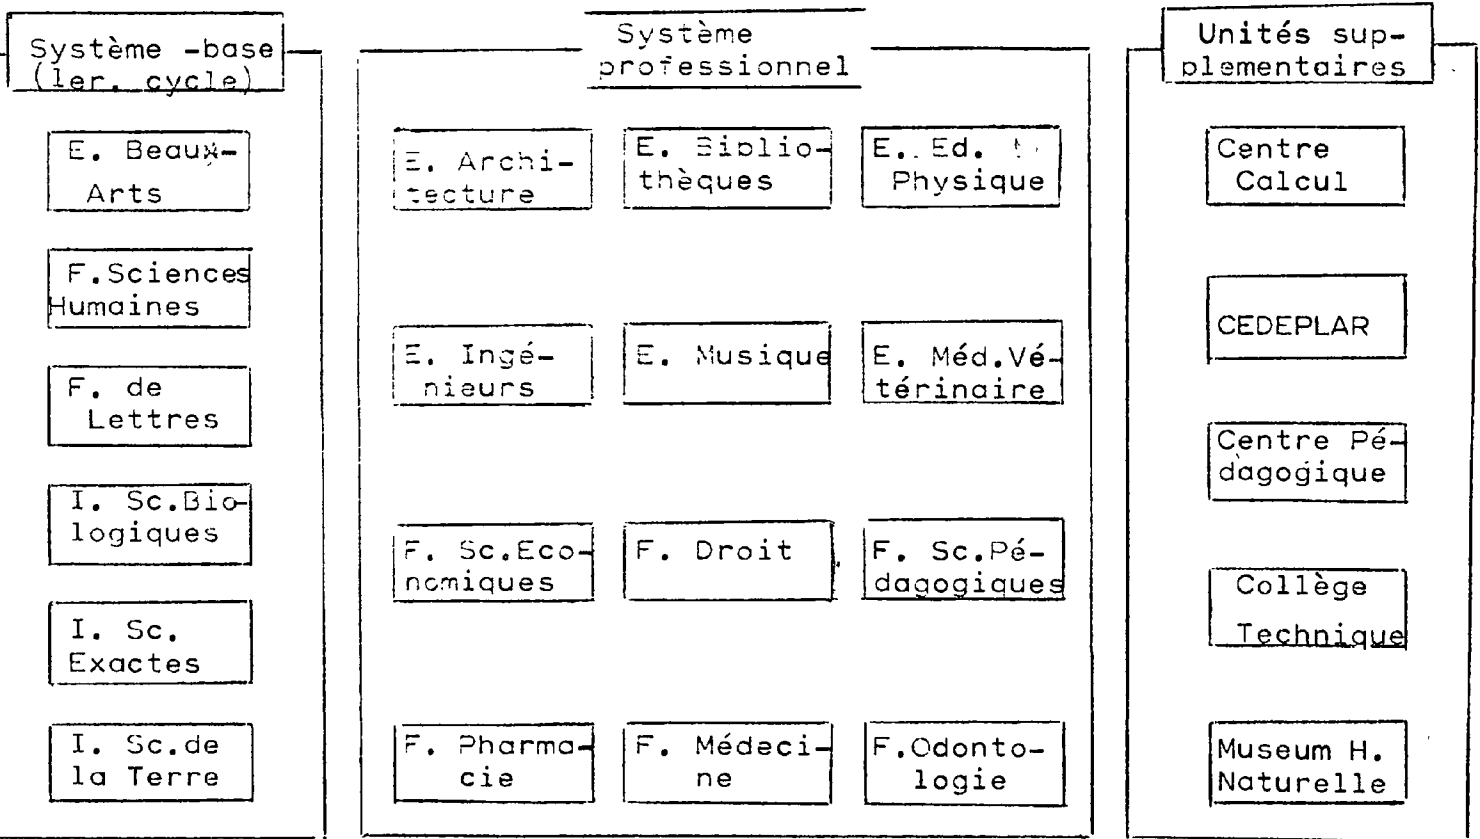 Système -base
(1er. cycle)
E. Beaux-
Arts
F.Sciences
Humaines
F. de
Lettres
I. Sc.Bio-
logiques
I. Sc.
Exactes
I. Sc.de
la Terre
Système
professionnel
E. Archi-
tecture
E. Biblio-
thèques
E. Ed.
Physique
E. Ingé-
nieurs
E. Musique
E. Méd.Vé-
térinaire
F. Sc.Eco-
nomiques
F. Droit
F. Sc.Pé-
dagogiques
F. Pharma-
cie
F. Médeci-
ne
F.Odonto-
logie
Unités sup-
plementaires
Centre
Calcul
CEDEPLAR
Centre Pé-
dagogique
Collège
Technique
Museum H.
Naturelle